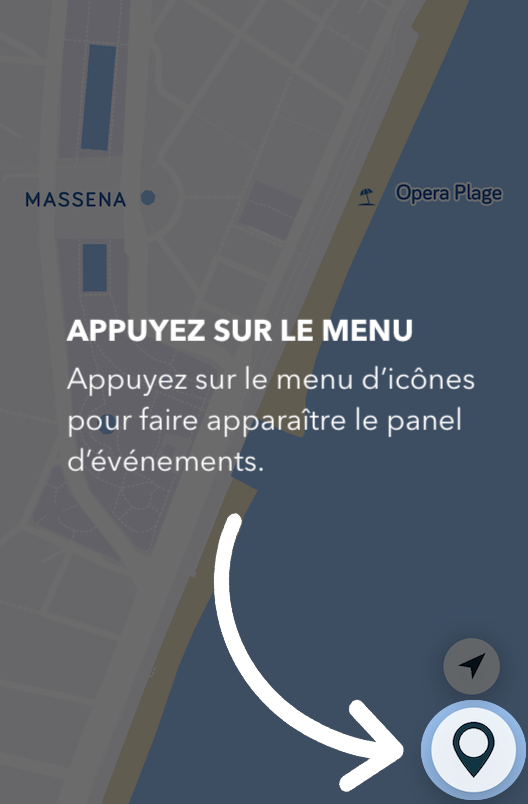 MASSENA
Opera Plage
APPUYEZ SUR LE MENU
Appuyez sur le menu d’icônes
pour faire apparaître le panel
d’événements.